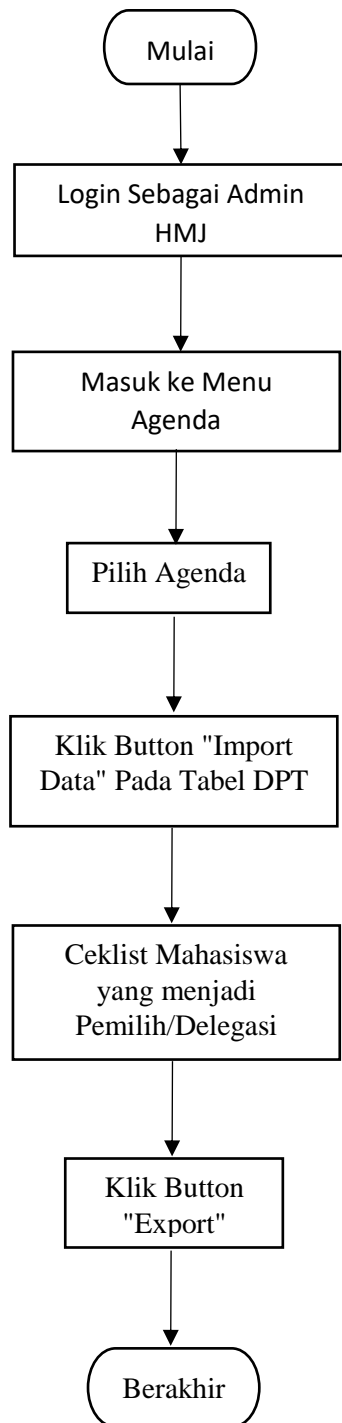 Mulai
Login Sebagai Admin
HMJ
Masuk ke Menu
Agenda
Pilih Agenda
Klik Button "Import
Data" Pada Tabel DPT
Ceklist Mahasiswa
yang menjadi
Pemilih/Delegasi
Klik Button
"Export"
Berakhir